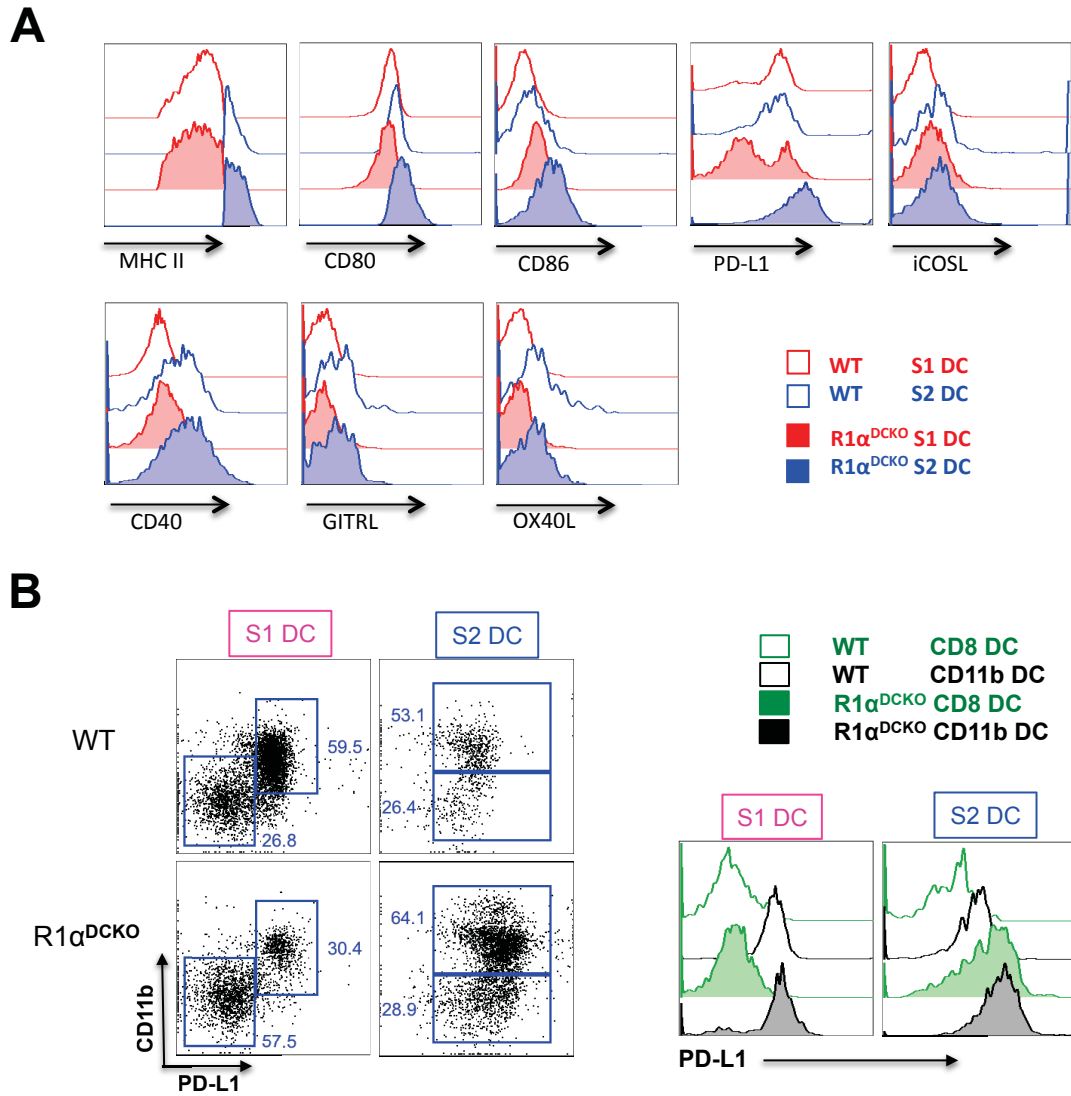 A
MHC II
CD80
CD86
PD-L1
iCOSL
CD40
GITRL
OX40L
WT S1 DC
WT S2 DC
R1α^DCKO S1 DC
R1α^DCKO S2 DC
B
S1 DC
S2 DC
WT
53.1
59.5
26.4
26.8
R1α^DCKO
64.1
30.4
28.9
57.5
CD11b
PD-L1
WT CD8 DC
WT CD11b DC
R1α^DCKO CD8 DC
R1α^DCKO CD11b DC
S1 DC
S2 DC
PD-L1